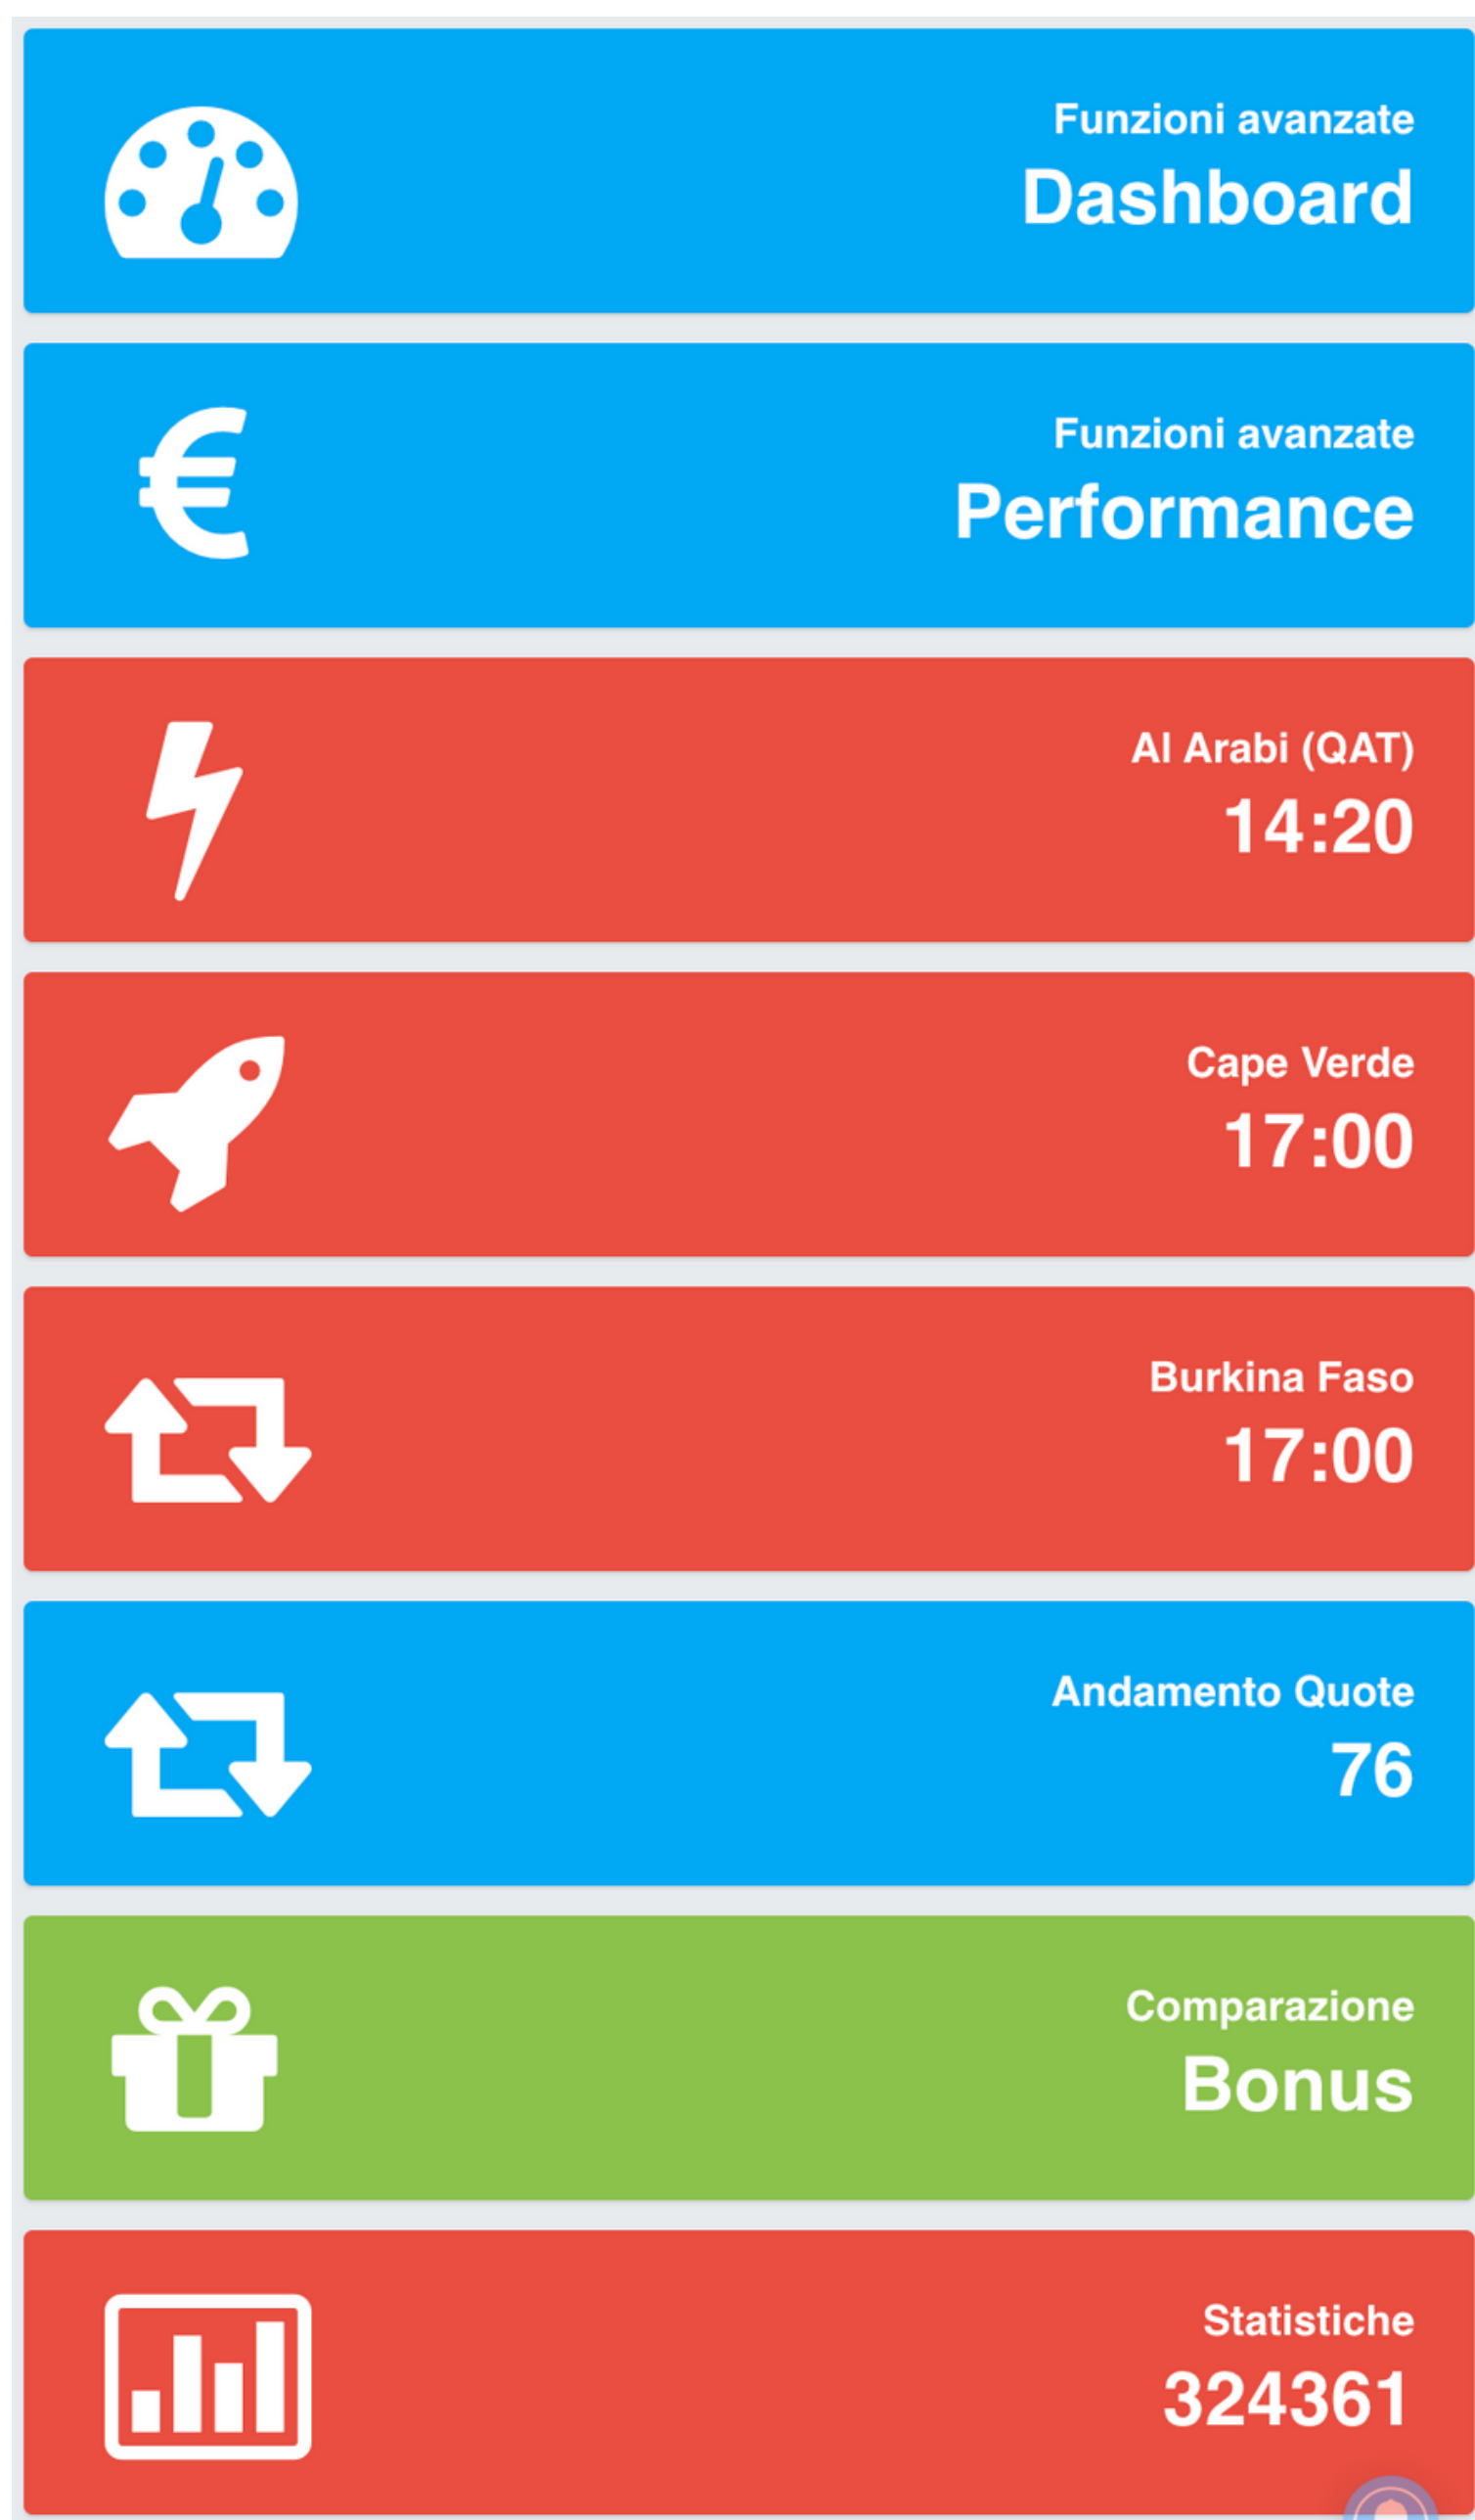 Funzioni avanzate
Dashboard
Funzioni avanzate
Performance
Al Arabi (QAT)
14:20
Cape Verde
17:00
Burkina Faso
17:00
Andamento Quote
76
Comparazione
Bonus
Statistiche
324361